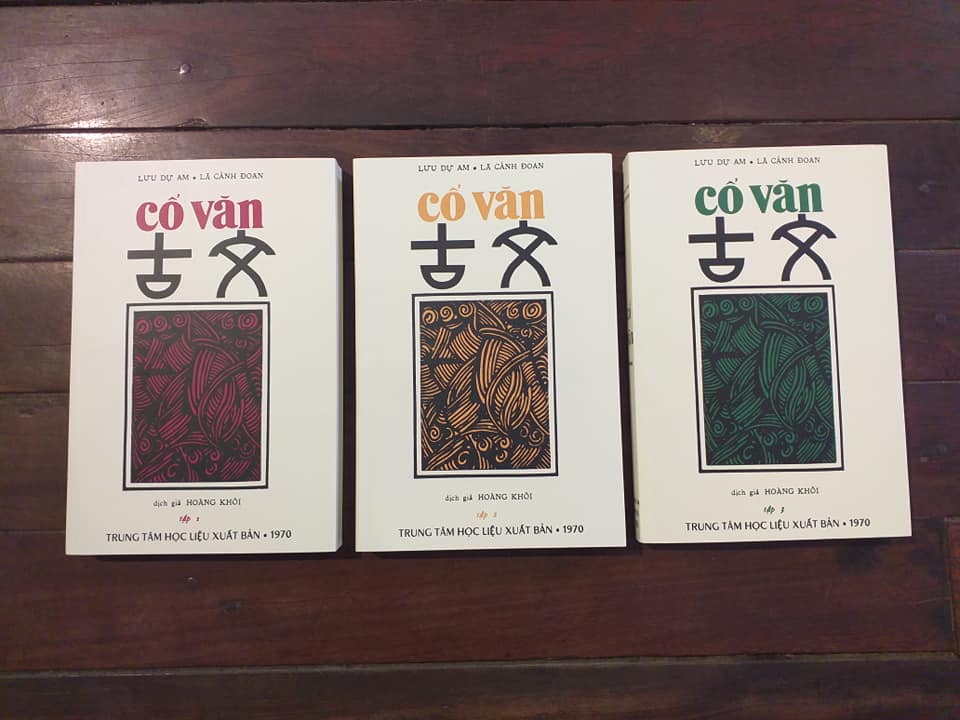 LƯU DỰ AM • LÃ CẢNH ĐOAN
cổ văn
古文
dịch giả HOÀNG KHÔI
tập 1
TRUNG TÂM HỌC LIỆU XUẤT BẢN • 1970
LƯU DỰ AM • LÃ CẢNH ĐOAN
cổ văn
古文
dịch giả HOÀNG KHÔI
tập 2
TRUNG TÂM HỌC LIỆU XUẤT BẢN • 1970
LƯU DỰ AM • LÃ CẢNH ĐOAN
cổ văn
古文
dịch giả HOÀNG KHÔI
tập 3
TRUNG TÂM HỌC LIỆU XUẤT BẢN • 1970